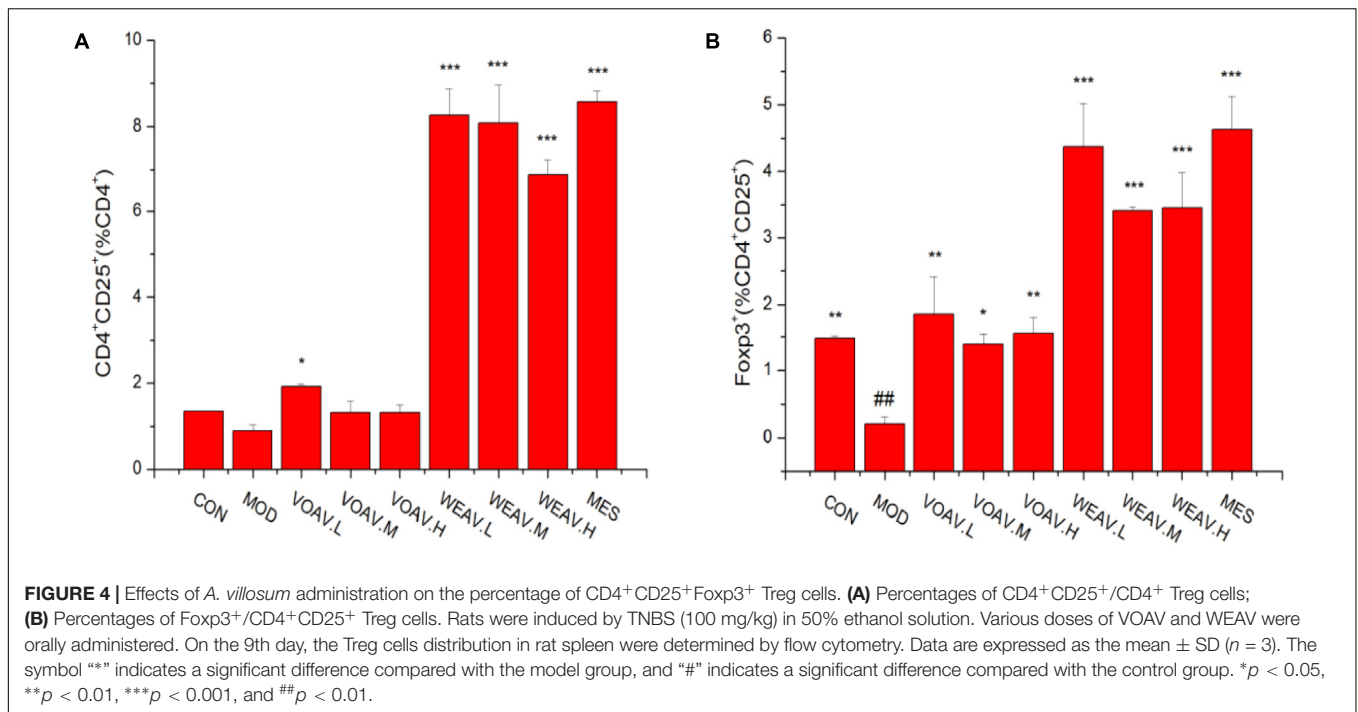 A
10
8
6
4
2
0
CD4⁺CD25⁺(%CD4⁺)
*
***
***
***
***
CON
MOD
VOAV.L
VOAV.M
VOAV.H
WEAV.L
WEAV.M
WEAV.H
MES
B
6
5
4
3
2
1
0
Foxp3⁺(%CD4⁺CD25⁺)
**
##
**
*
**
***
***
***
***
CON
MOD
VOAV.L
VOAV.M
VOAV.H
WEAV.L
WEAV.M
WEAV.H
MES
FIGURE 4 | Effects of A. villosum administration on the percentage of CD4⁺CD25⁺Foxp3⁺ Treg cells. (A) Percentages of CD4⁺CD25⁺/CD4⁺ Treg cells;
(B) Percentages of Foxp3⁺/CD4⁺CD25⁺ Treg cells. Rats were induced by TNBS (100 mg/kg) in 50% ethanol solution. Various doses of VOAV and WEAV were
orally administered. On the 9th day, the Treg cells distribution in rat spleen were determined by flow cytometry. Data are expressed as the mean ± SD (n = 3). The
symbol “*” indicates a significant difference compared with the model group, and “#” indicates a significant difference compared with the control group. *p < 0.05,
**p < 0.01, ***p < 0.001, and ##p < 0.01.